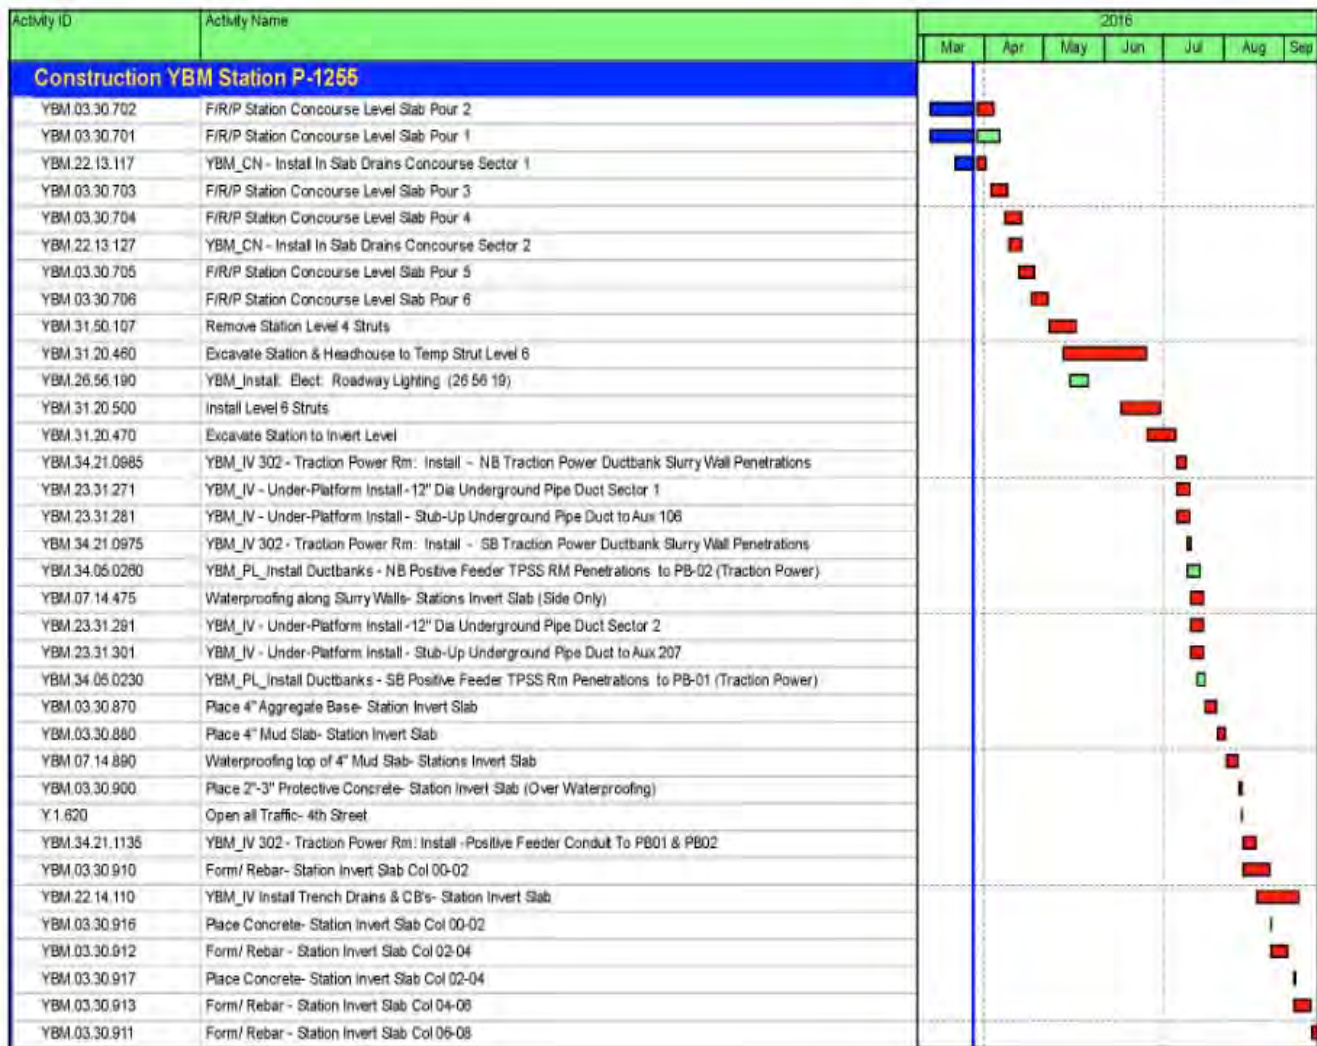 Activity ID Activity Name 2016
Mar Apr May Jun Jul Aug Sep
Construction YBM Station P-1255
YBM.03.30.702 F/R/P Station Concourse Level Slab Pour 2
YBM.03.30.701 F/R/P Station Concourse Level Slab Pour 1
YBM.22.13.117 YBM_CN - Install In Slab Drains Concourse Sector 1
YBM.03.30.703 F/R/P Station Concourse Level Slab Pour 3
YBM.03.30.704 F/R/P Station Concourse Level Slab Pour 4
YBM.22.13.127 YBM_CN - Install In Slab Drains Concourse Sector 2
YBM.03.30.705 F/R/P Station Concourse Level Slab Pour 5
YBM.03.30.706 F/R/P Station Concourse Level Slab Pour 6
YBM.31.50.107 Remove Station Level 4 Struts
YBM.31.20.460 Excavate Station & Headhouse to Temp Strut Level 6
YBM.26.56.190 YBM_Install: Elect: Roadway Lighting (26 56 19)
YBM.31.20.500 Install Level 6 Struts
YBM.31.20.470 Excavate Station to Invert Level
YBM.34.21.0985 YBM_IV 302 - Traction Power Rm: Install - NB Traction Power Ductbank Slurry Wall Penetrations
YBM.23.31.271 YBM_IV - Under-Platform Install -12" Dia Underground Pipe Duct Sector 1
YBM.23.31.281 YBM_IV - Under-Platform Install - Stub-Up Underground Pipe Duct to Aux 106
YBM.34.21.0975 YBM_IV 302 - Traction Power Rm: Install - SB Traction Power Ductbank Slurry Wall Penetrations
YBM.34.05.0260 YBM_PL_Install Ductbanks - NB Positive Feeder TPSS RM Penetrations to PB-02 (Traction Power)
YBM.07.14.475 Waterproofing along Slurry Walls- Stations Invert Slab (Side Only)
YBM.23.31.291 YBM_IV - Under-Platform Install -12" Dia Underground Pipe Duct Sector 2
YBM.23.31.301 YBM_IV - Under-Platform Install - Stub-Up Underground Pipe Duct to Aux 207
YBM.34.05.0230 YBM_PL_Install Ductbanks - SB Positive Feeder TPSS Rm Penetrations to PB-01 (Traction Power)
YBM.03.30.870 Place 4" Aggregate Base- Station Invert Slab
YBM.03.30.880 Place 4" Mud Slab- Station Invert Slab
YBM.07.14.890 Waterproofing top of 4" Mud Slab- Stations Invert Slab
YBM.03.30.900 Place 2"-3" Protective Concrete- Station Invert Slab (Over Waterproofing)
Y.1.620 Open all Traffic- 4th Street
YBM.34.21.1135 YBM_IV 302 - Traction Power Rm: Install -Positive Feeder Conduit To PB01 & PB02
YBM.03.30.910 Form/ Rebar- Station Invert Slab Col 00-02
YBM.22.14.110 YBM_IV Install Trench Drains & CB's- Station Invert Slab
YBM.03.30.916 Place Concrete- Station Invert Slab Col 00-02
YBM.03.30.912 Form/ Rebar - Station Invert Slab Col 02-04
YBM.03.30.917 Place Concrete- Station Invert Slab Col 02-04
YBM.03.30.913 Form/ Rebar - Station Invert Slab Col 04-06
YBM.03.30.911 Form/ Rebar - Station Invert Slab Col 06-08